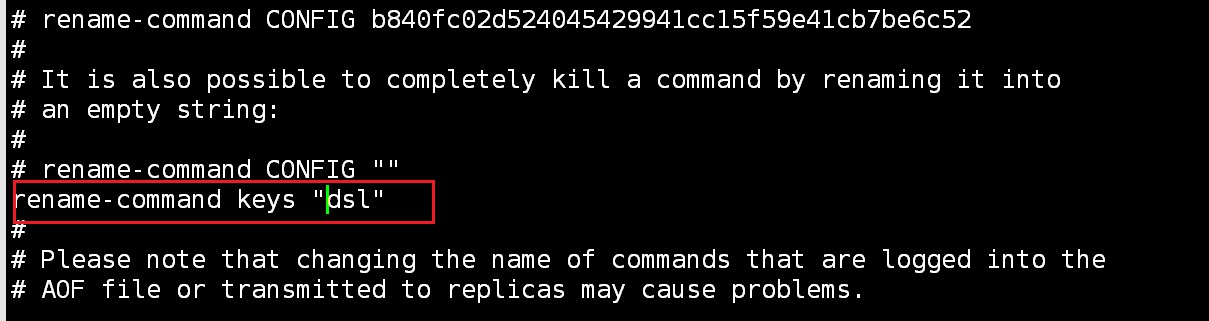 # rename-command CONFIG b840fc02d524045429941cc15f59e41cb7be6c52
#
# It is also possible to completely kill a command by renaming it into
# an empty string:
#
# rename-command CONFIG ""
rename-command keys "dsl"
#
# Please note that changing the name of commands that are logged into the
# AOF file or transmitted to replicas may cause problems.